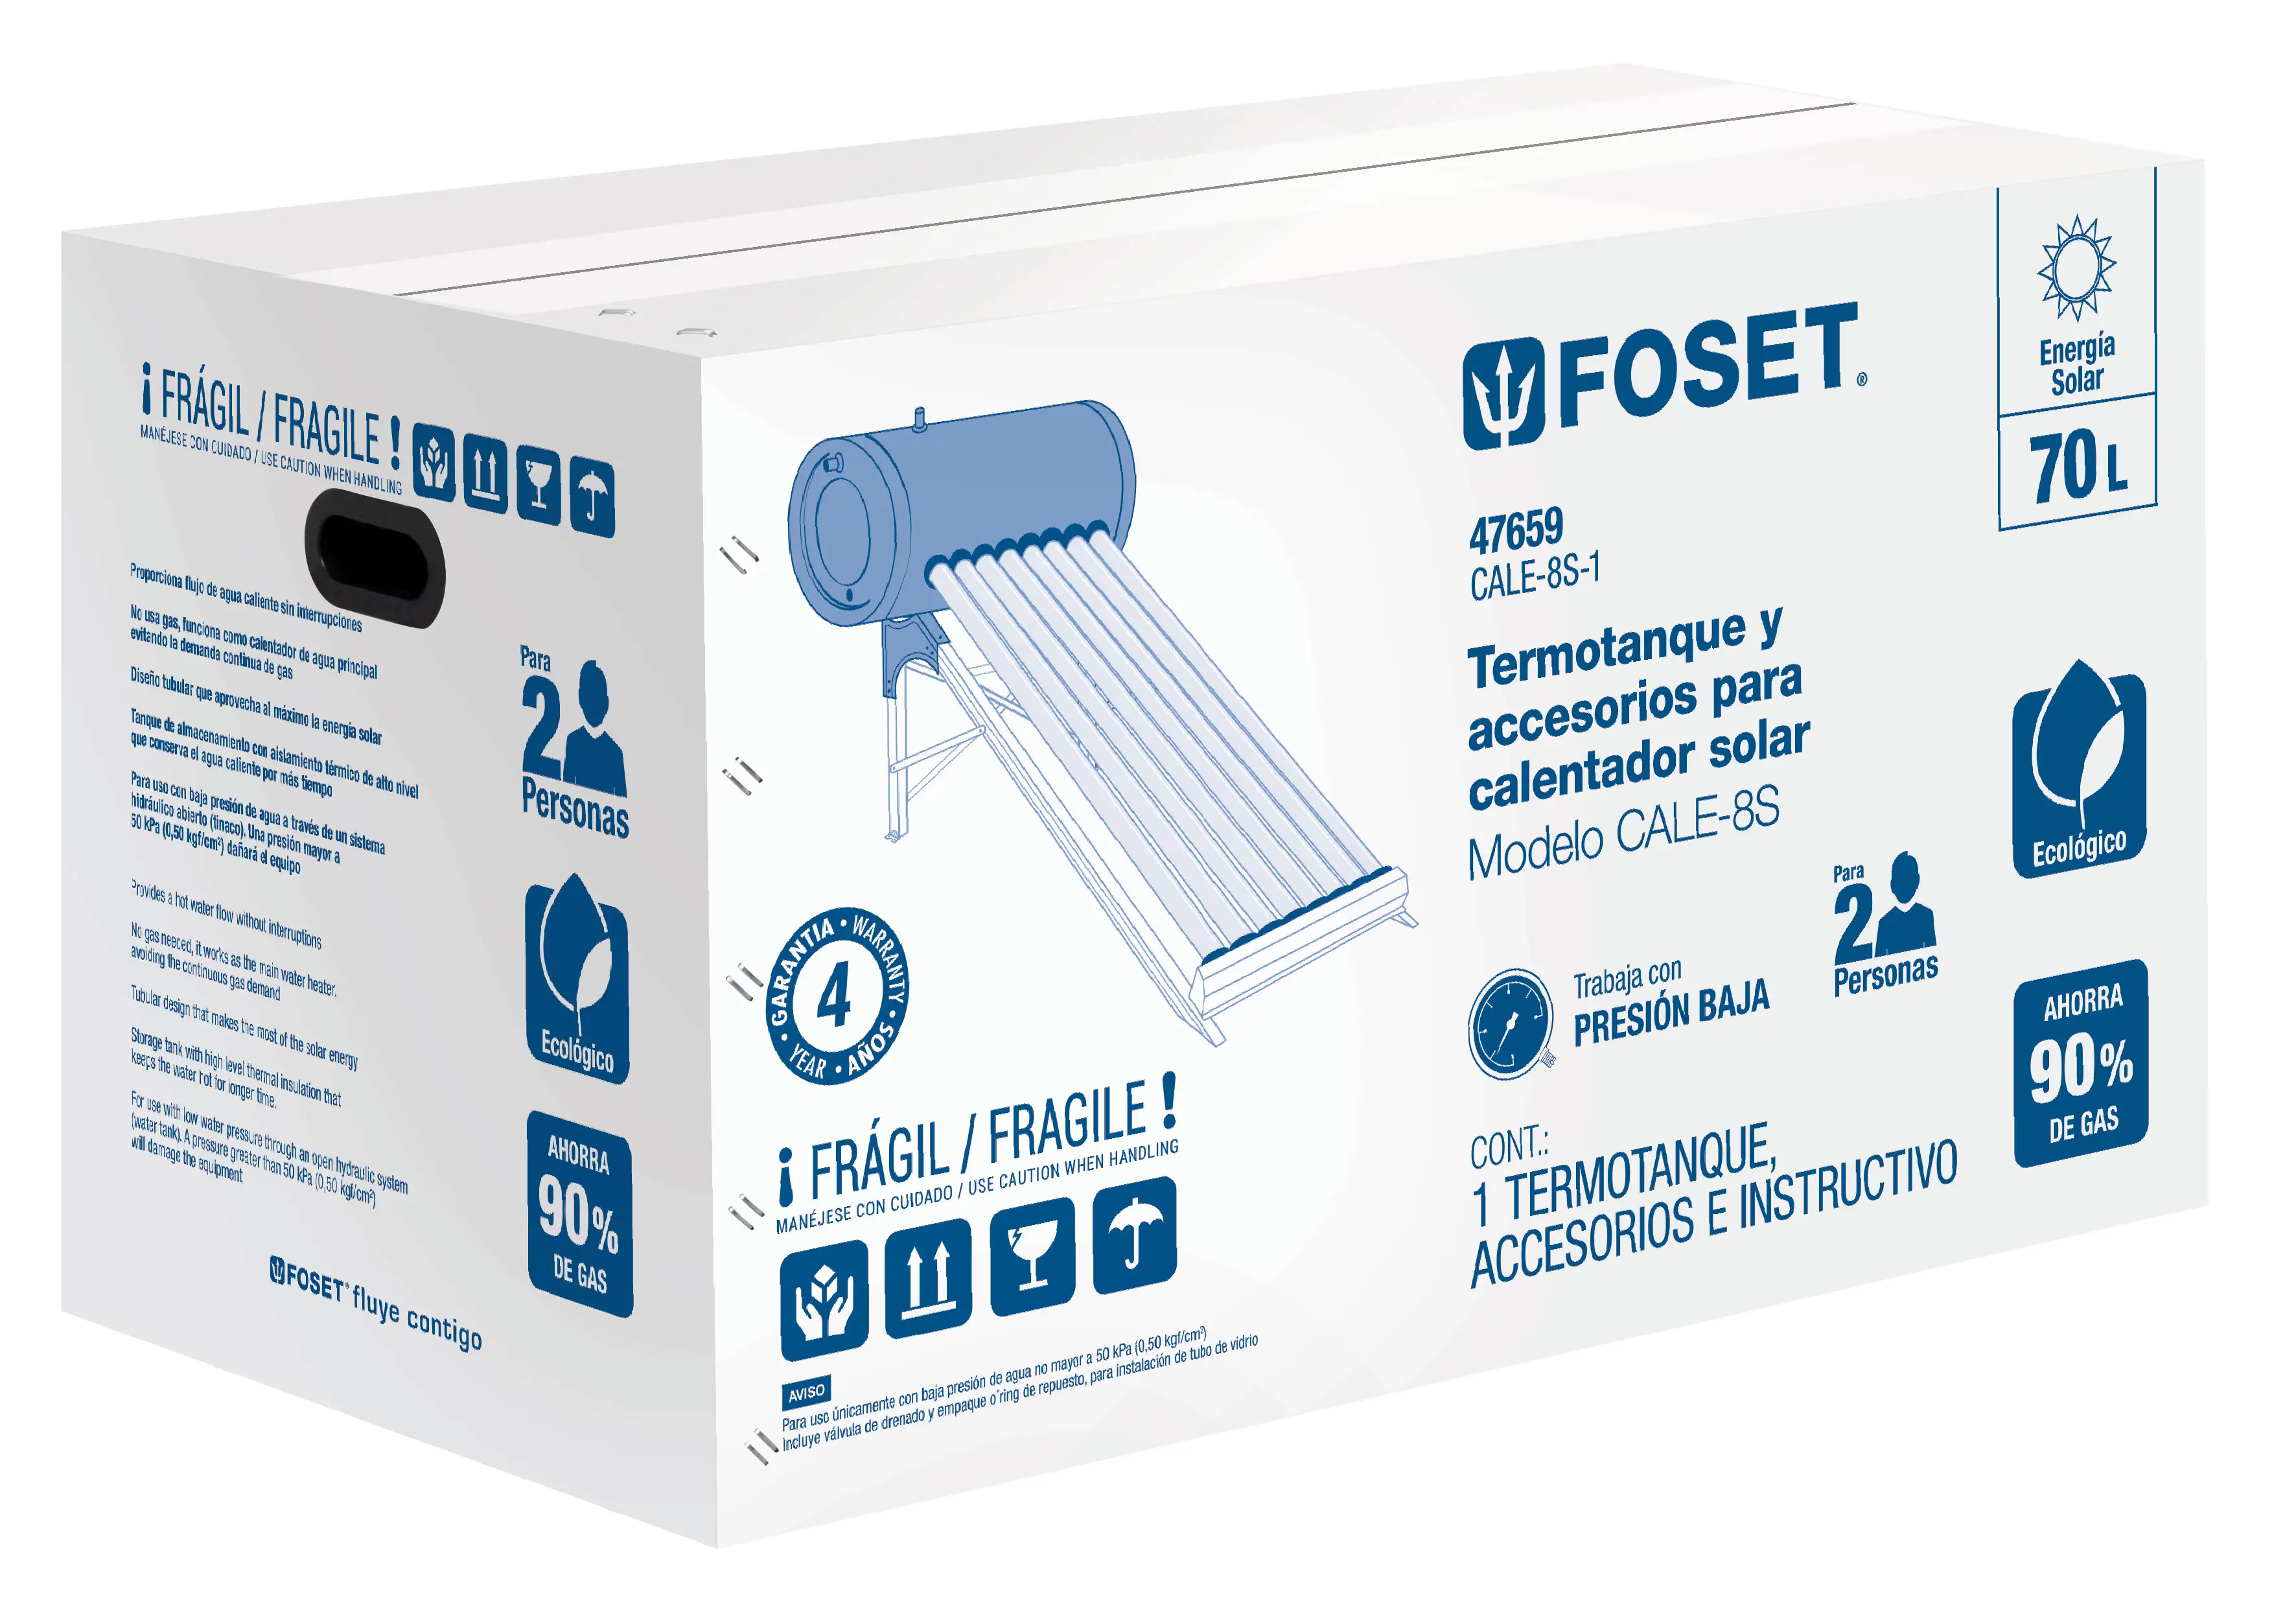 ¡ FRÁGIL / FRAGILE !
MANÉJESE CON CUIDADO / USE CAUTION WHEN HANDLING
Proporciona flujo de agua caliente sin interrupciones
No usa gas, funciona como calentador de agua principal
evitando la demanda continua de gas
Diseño tubular que aprovecha al máximo la energía solar
Tanque de almacenamiento con aislamiento térmico de alto nivel
que conserva el agua caliente por más tiempo
Para uso con baja presión de agua a través de un sistema
hidráulico abierto (tinaco). Una presión mayor a
50 kPa (0,50 kgf/cm²) dañará el equipo
Provides a hot water flow without interruptions
No gas needed, it works as the main water heater.
avoiding the continuous gas demand
Tubular design that makes the most of the solar energy
Storage tank with high level thermal insulation that
keeps the water hot for longer time.
For use with low water pressure through an open hydraulic system
(water tank). A pressure greater than 50 kPa (0,50 kgf/cm²)
will damage the equipment
Para
2
Personas
Ecológico
AHORRA
90%
DE GAS
FOSET® fluye contigo
GARANTIA • WARRANTY •
4
YEAR • AÑOS
¡ FRÁGIL / FRAGILE !
MANÉJESE CON CUIDADO / USE CAUTION WHEN HANDLING
AVISO
Para uso únicamente con baja presión de agua no mayor a 50 kPa (0,50 kgf/cm²)
Incluye válvula de drenado y empaque o´ring de repuesto, para instalación de tubo de vidrio
FOSET®
47659
CALE-8S-1
Termotanque y
accesorios para
calentador solar
Modelo CALE-8S
Trabaja con
PRESIÓN BAJA
Para
2
Personas
CONT.:
1 TERMOTANQUE,
ACCESORIOS E INSTRUCTIVO
Energía
Solar
70 L
Ecológico
AHORRA
90%
DE GAS